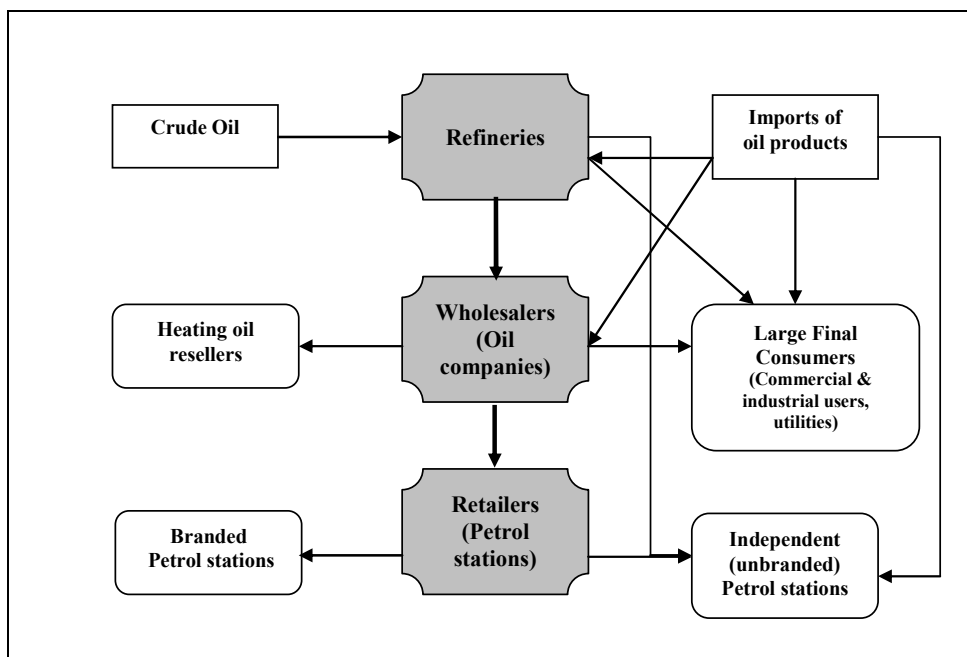 Crude Oil
Refineries
Imports of
oil products
Heating oil
resellers
Wholesalers
(Oil
companies)
Large Final
Consumers
(Commercial &
industrial users,
utilities)
Branded
Petrol stations
Retailers
(Petrol
stations)
Independent
(unbranded)
Petrol stations